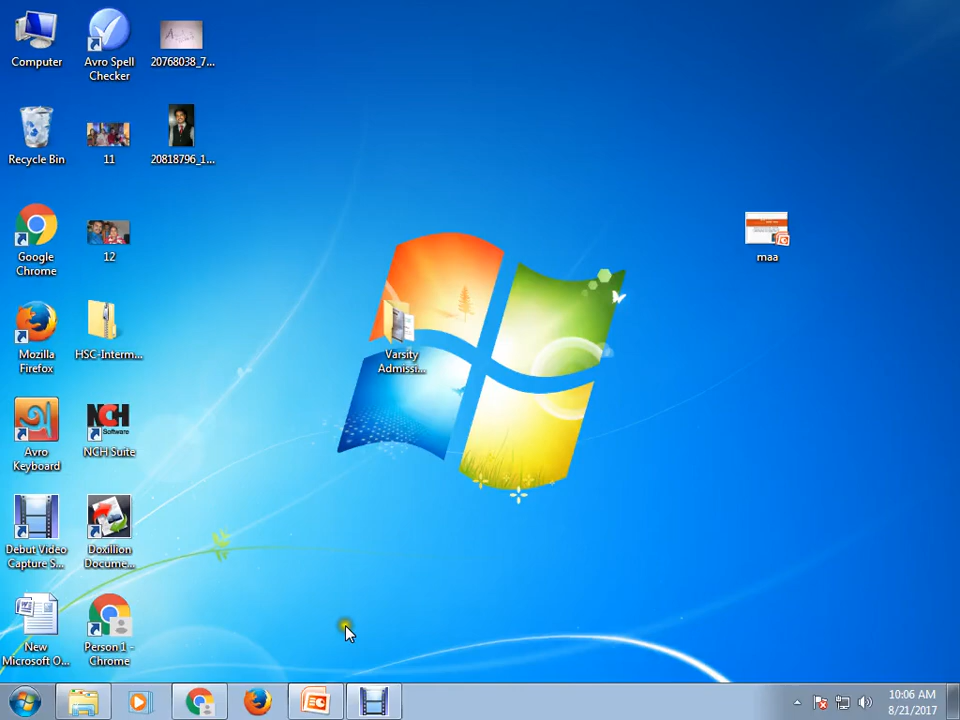 Computer
Avro Spell
Checker
20768038_7...
Recycle Bin
11
20818796_1...
Google
Chrome
12
maa
Mozilla
Firefox
HSC-Interm...
Varsity
Admissi...
Avro
Keyboard
NCH
Software
NCH Suite
Debut Video
Capture S...
Doxillion
Docume...
New
Microsoft O...
Person 1 -
Chrome
10:06 AM
8/21/2017